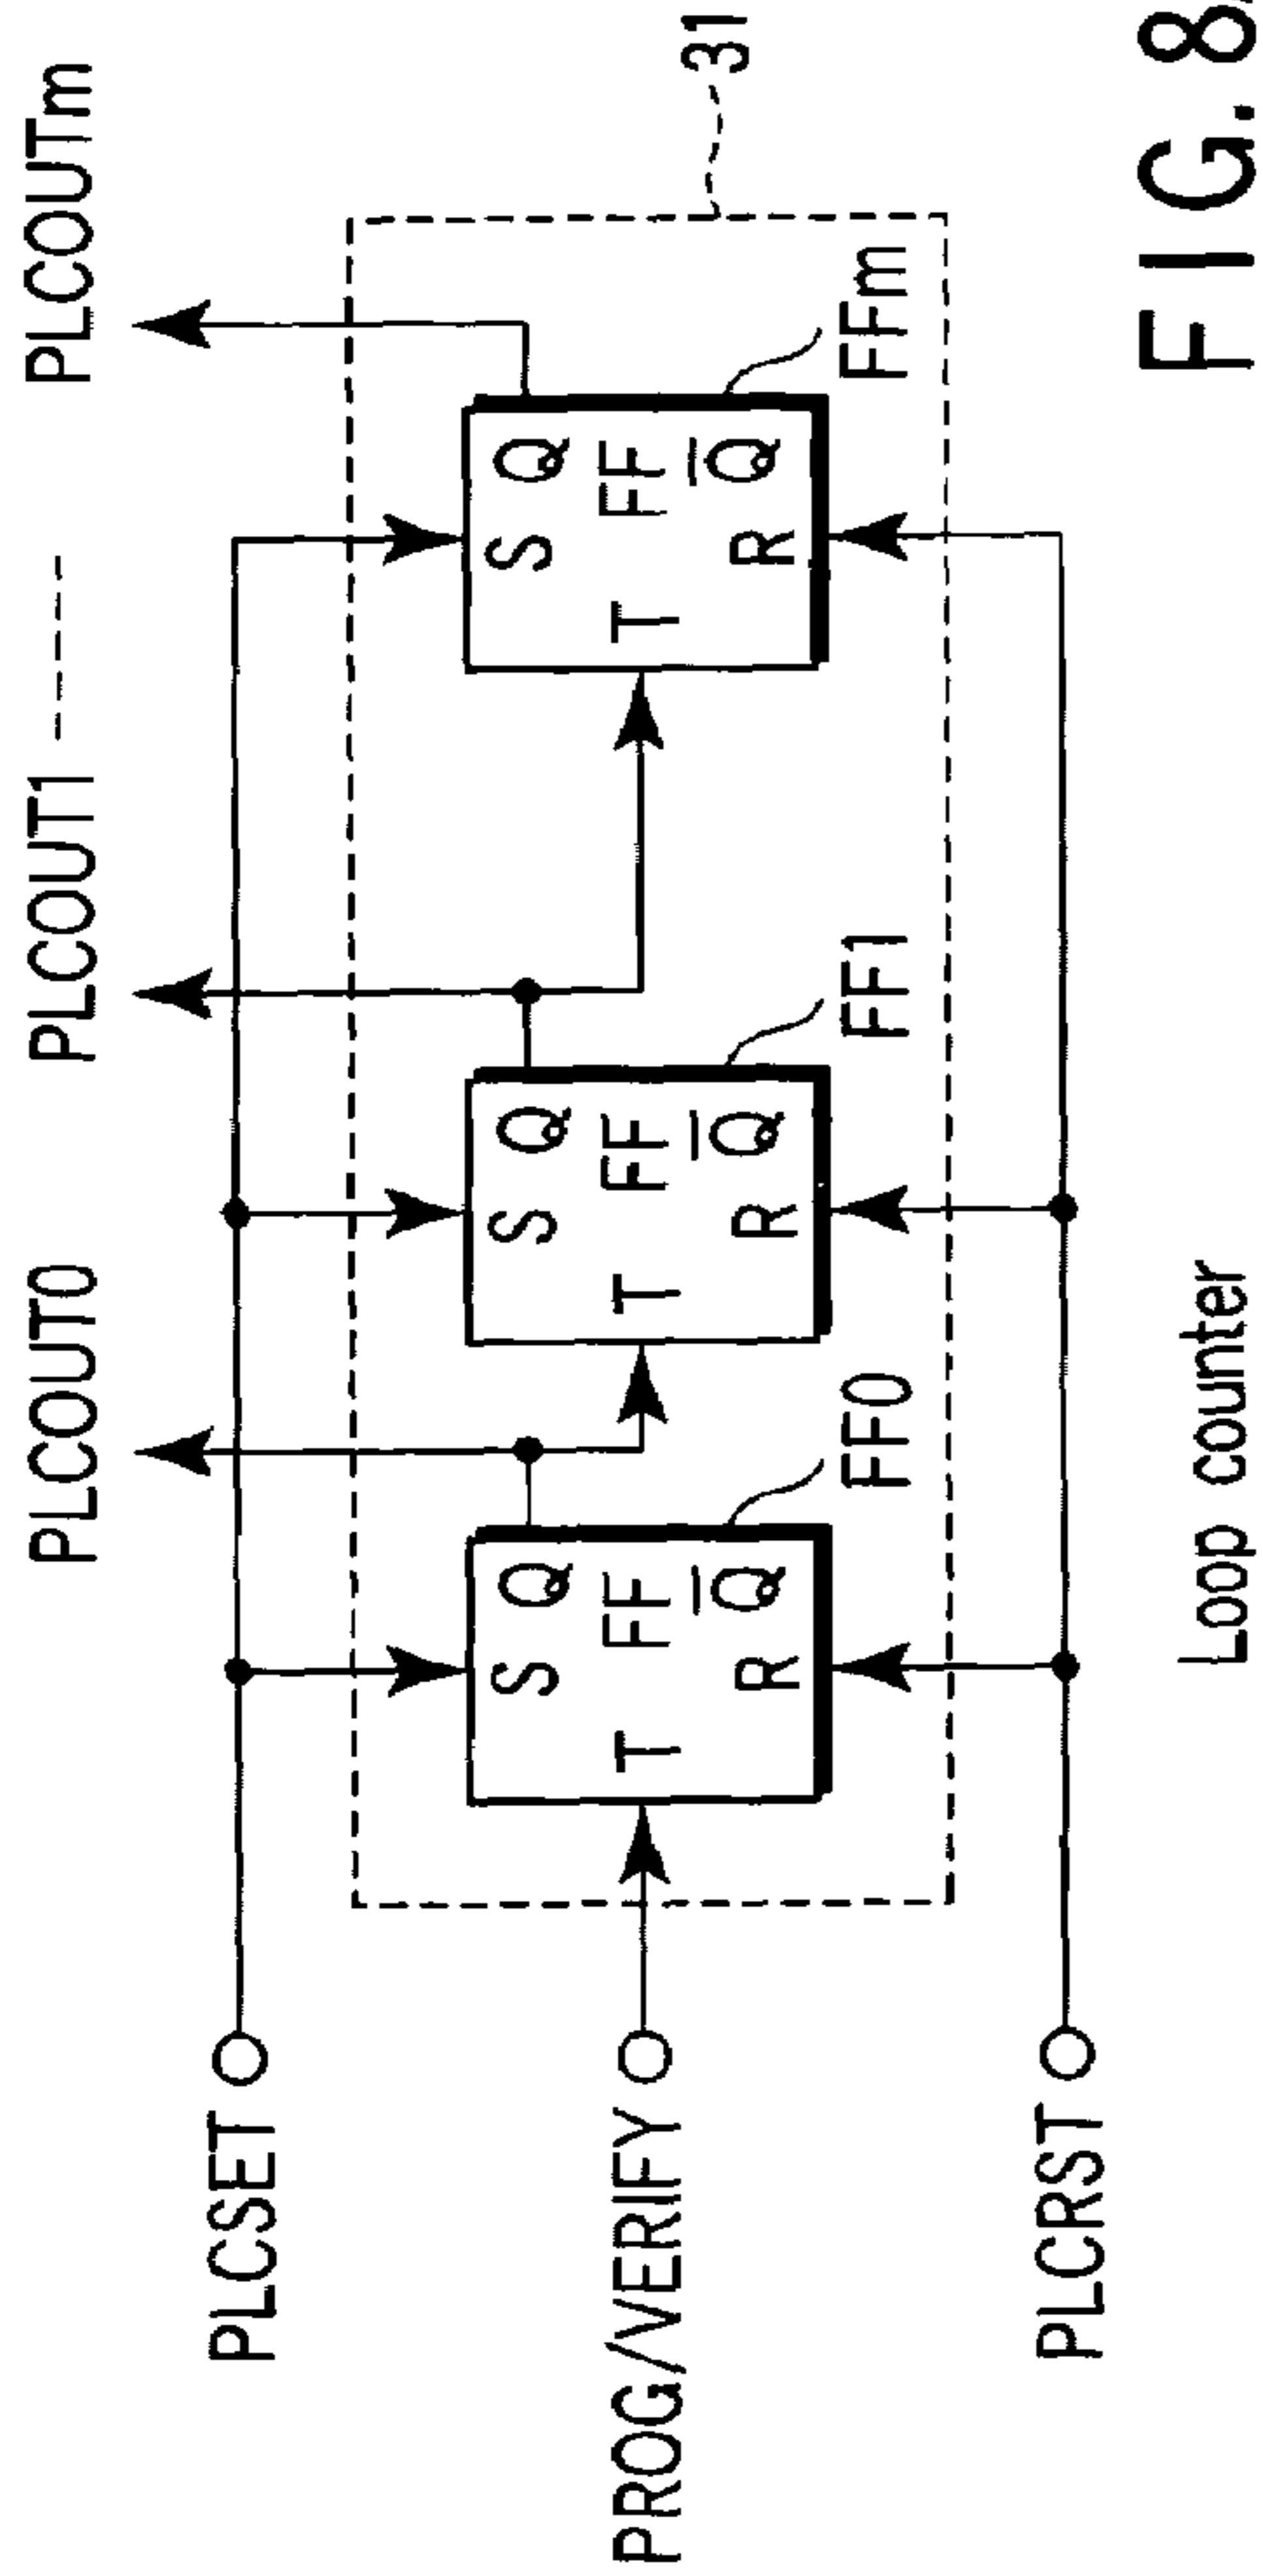 PLCOUT0 PLCOUT1 ----- PLCOUTm
PLCSET
PROG/VERIFY
PLCRST
S Q
T FF
R Q̅
FF0
S Q
T FF
R Q̅
FF1
S Q
T FF
R Q̅
FFm
31
Loop counter
FIG. 8